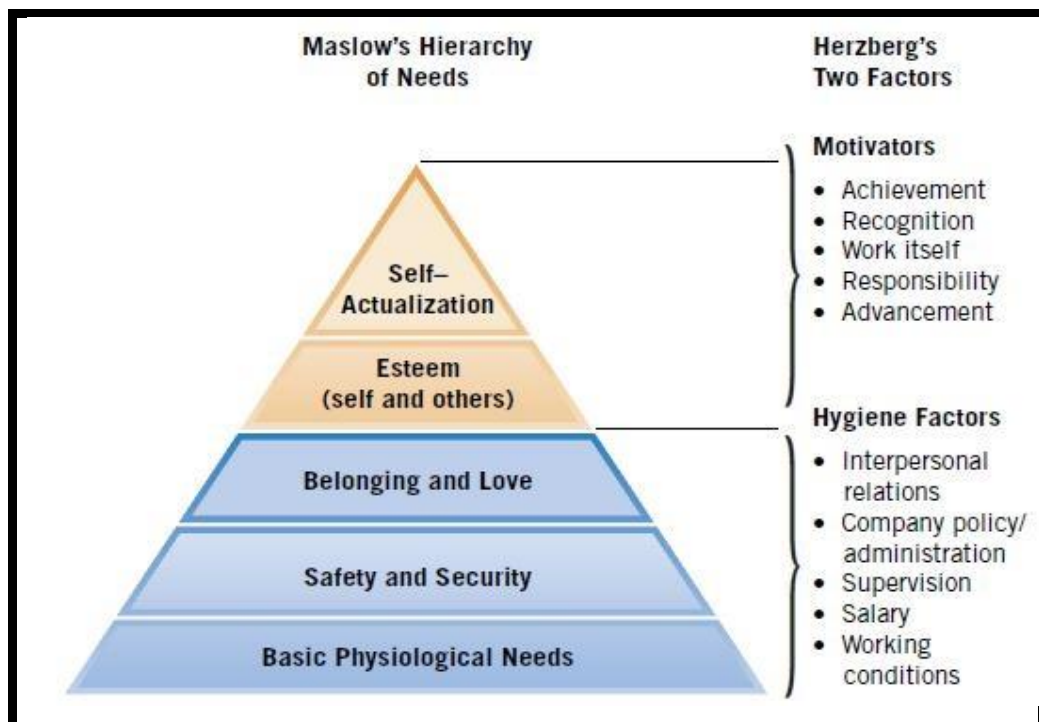 Maslow's Hierarchy
of Needs
Self–
Actualization
Esteem
(self and others)
Belonging and Love
Safety and Security
Basic Physiological Needs
Herzberg's
Two Factors
Motivators
• Achievement
• Recognition
• Work itself
• Responsibility
• Advancement
Hygiene Factors
• Interpersonal
relations
• Company policy/
administration
• Supervision
• Salary
• Working
conditions